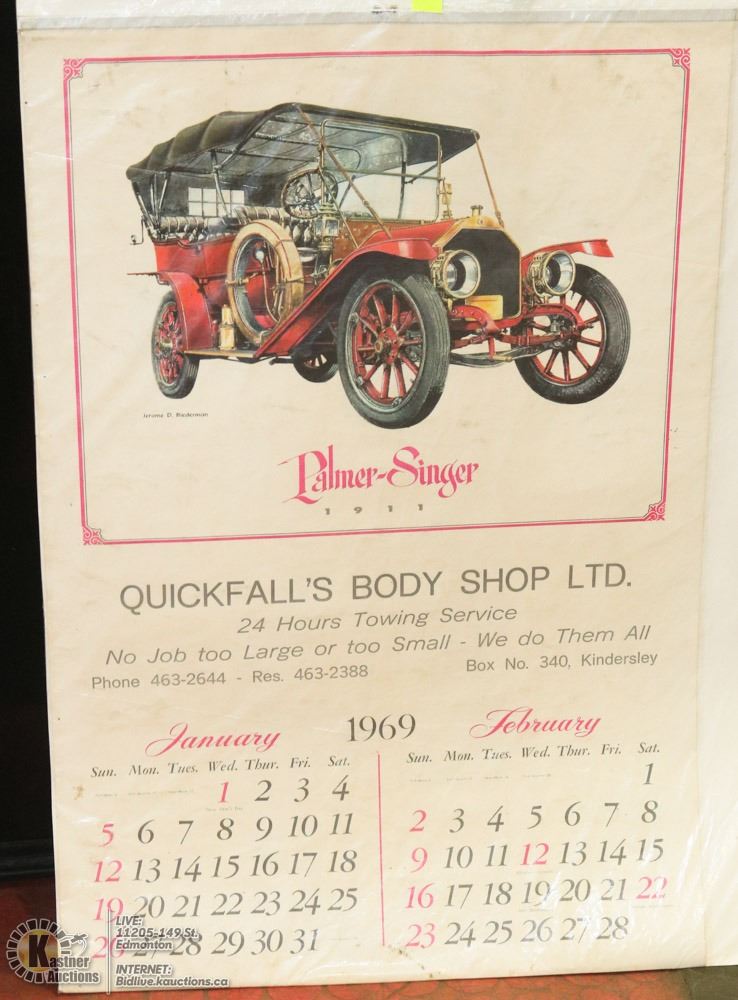 Jerome D. Biederman
Palmer-Singer
1911
QUICKFALL'S BODY SHOP LTD.
24 Hours Towing Service
No Job too Large or too Small - We do Them All
Phone 463-2644 - Res. 463-2388
Box No. 340, Kindersley
January
1969
February
Sun. Mon. Tues. Wed. Thur. Fri. Sat.
1 2 3 4
5 6 7 8 9 10 11
12 13 14 15 16 17 18
19 20 21 22 23 24 25
26 27 28 29 30 31
Sun. Mon. Tues. Wed. Thur. Fri. Sat.
1
2 3 4 5 6 7 8
9 10 11 12 13 14 15
16 17 18 19 20 21 22
23 24 25 26 27 28
K
Kastner
Auctions
LIVE:
11205-149 St.
Edmonton
INTERNET:
Bidlive.kauctions.ca